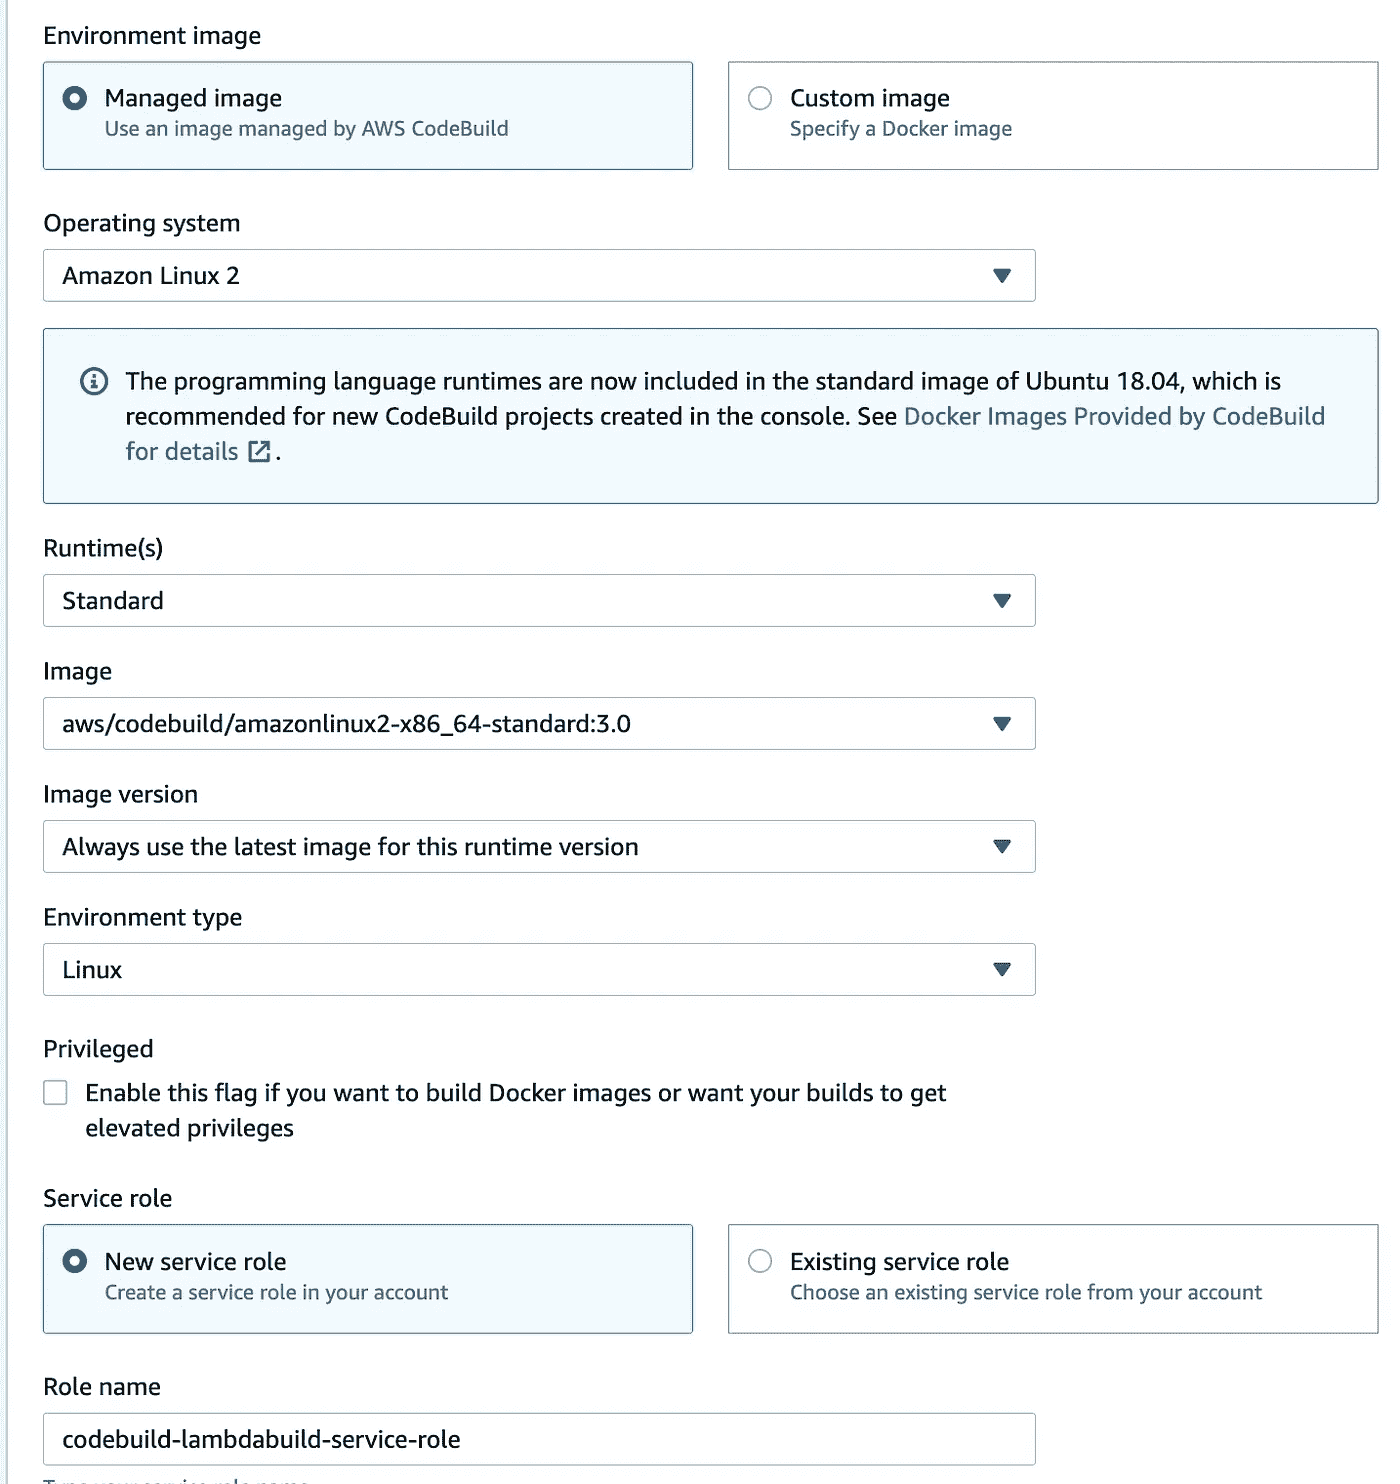 Environment image
Managed image
Use an image managed by AWS CodeBuild
Custom image
Specify a Docker image
Operating system
Amazon Linux 2
The programming language runtimes are now included in the standard image of Ubuntu 18.04, which is
recommended for new CodeBuild projects created in the console. See Docker Images Provided by CodeBuild
for details .
Runtime(s)
Standard
Image
aws/codebuild/amazonlinux2-x86_64-standard:3.0
Image version
Always use the latest image for this runtime version
Environment type
Linux
Privileged
Enable this flag if you want to build Docker images or want your builds to get
elevated privileges
Service role
New service role
Create a service role in your account
Existing service role
Choose an existing service role from your account
Role name
codebuild-lambdabuild-service-role